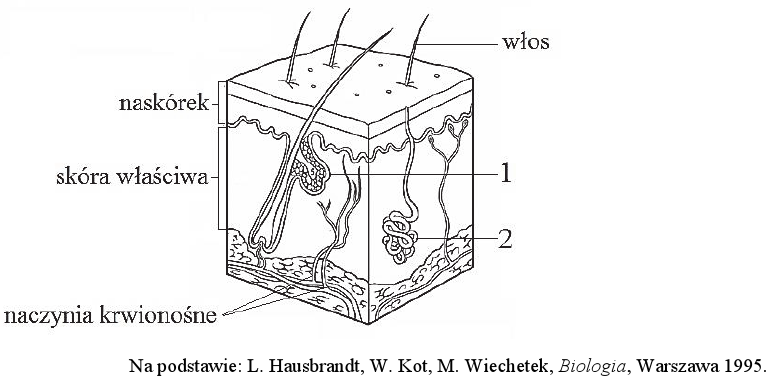 włos
naskórek
skóra właściwa
1
2
naczynia krwionośne
Na podstawie: L. Hausbrandt, W. Kot, M. Wiechetek, Biologia, Warszawa 1995.